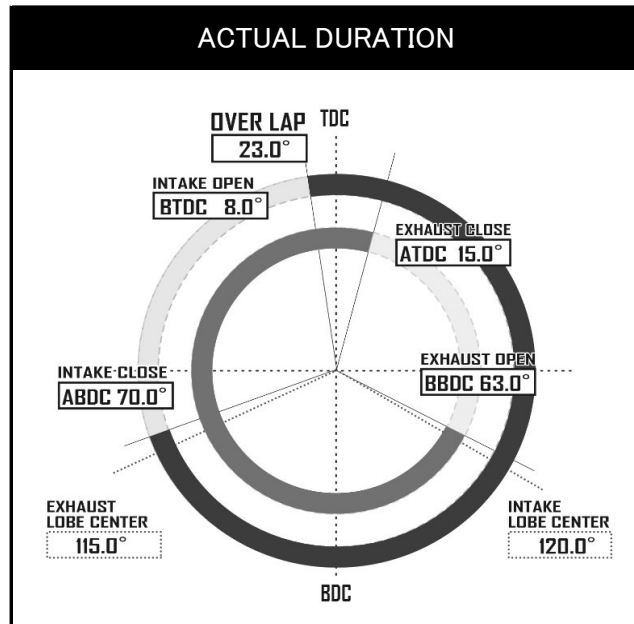 ACTUAL DURATION
OVER LAP
23.0°
TDC
INTAKE OPEN
BTDC 8.0°
EXHAUST CLOSE
ATDC 15.0°
INTAKE CLOSE
ABDC 70.0°
EXHAUST OPEN
BBDC 63.0°
EXHAUST
LOBE CENTER
115.0°
INTAKE
LOBE CENTER
120.0°
BDC